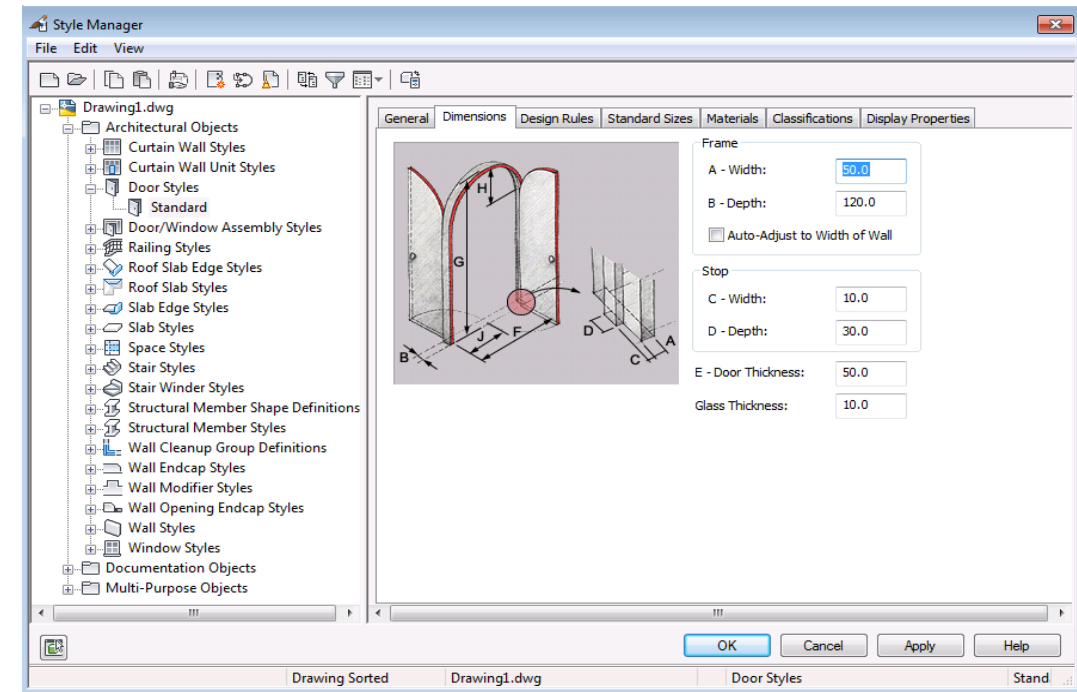 Style Manager
File Edit View
Drawing1.dwg
Architectural Objects
Curtain Wall Styles
Curtain Wall Unit Styles
Door Styles
Standard
Door/Window Assembly Styles
Railing Styles
Roof Slab Edge Styles
Roof Slab Styles
Slab Edge Styles
Slab Styles
Space Styles
Stair Styles
Stair Winder Styles
Structural Member Shape Definitions
Structural Member Styles
Wall Cleanup Group Definitions
Wall Endcap Styles
Wall Modifier Styles
Wall Opening Endcap Styles
Wall Styles
Window Styles
Documentation Objects
Multi-Purpose Objects
General Dimensions Design Rules Standard Sizes Materials Classifications Display Properties
H
G
J F
B
D
A
C
Frame
A - Width: 50.0
B - Depth: 120.0
Auto-Adjust to Width of Wall
Stop
C - Width: 10.0
D - Depth: 30.0
E - Door Thickness: 50.0
Glass Thickness: 10.0
OK Cancel Apply Help
Drawing Sorted Drawing1.dwg Door Styles Stand